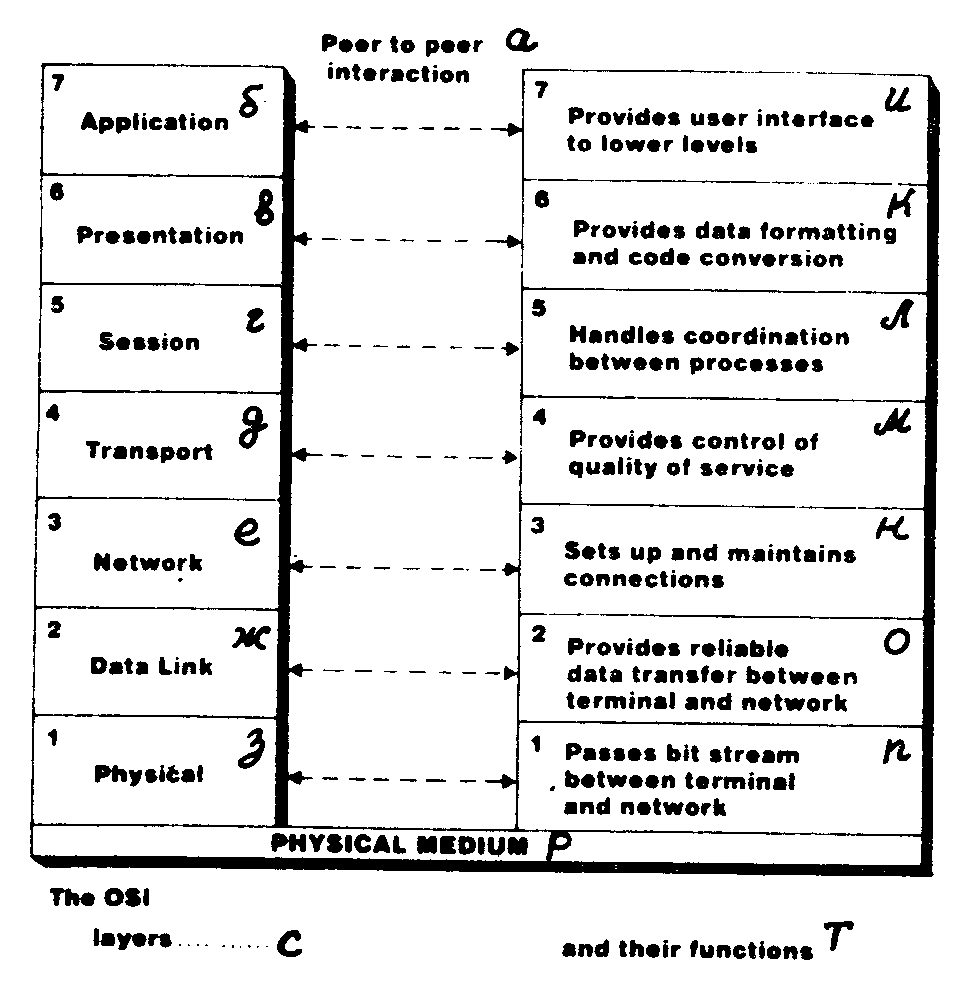 Peer to peer а
interaction
7
Application б
6
Presentation в
5
Session г
4
Transport д
3
Network е
2
Data Link ж
1
Physical з
7 и
Provides user interface
to lower levels
6 к
Provides data formatting
and code conversion
5 л
Handles coordination
between processes
4 м
Provides control of
quality of service
3 н
Sets up and maintains
connections
2 о
Provides reliable
data transfer between
terminal and network
1 п
Passes bit stream
between terminal
and network
PHYSICAL MEDIUM р
The OSI
layers.... ....... с
and their functions т